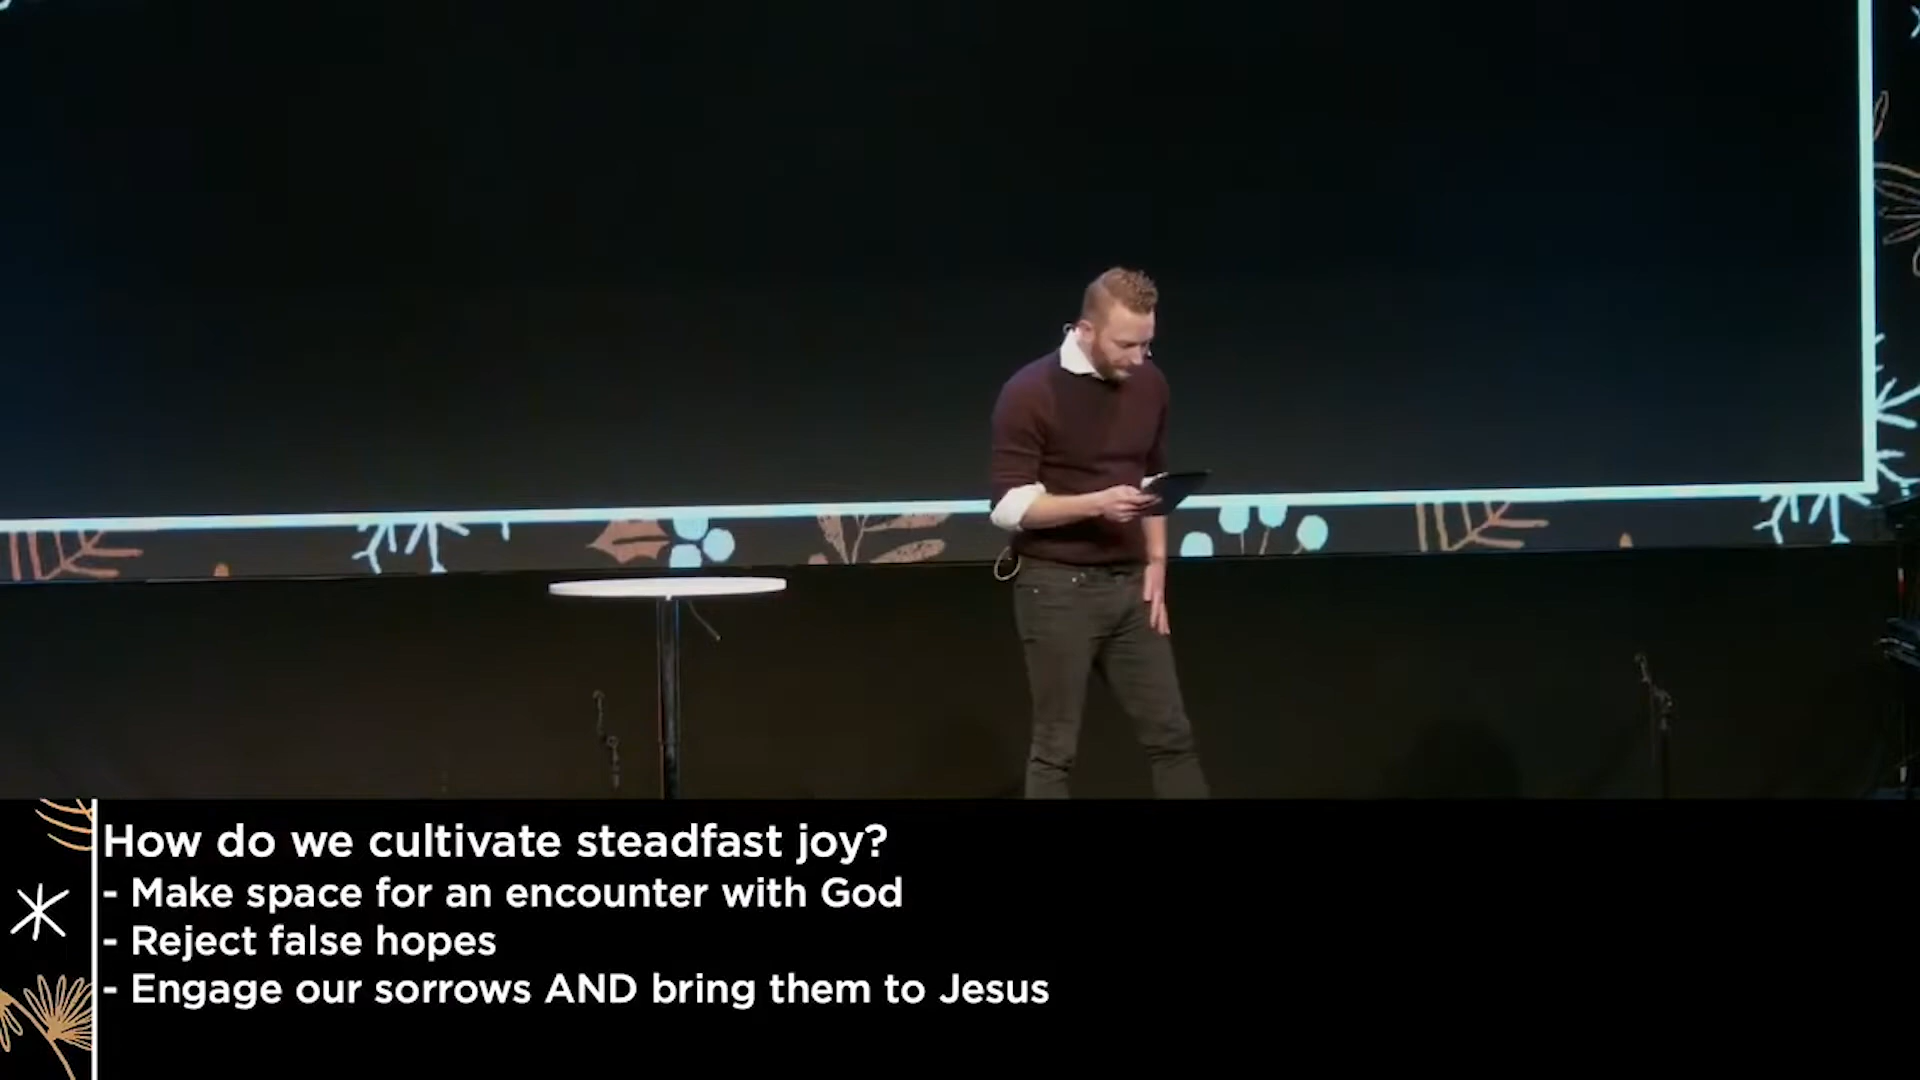 How do we cultivate steadfast joy?
- Make space for an encounter with God
- Reject false hopes
- Engage our sorrows AND bring them to Jesus